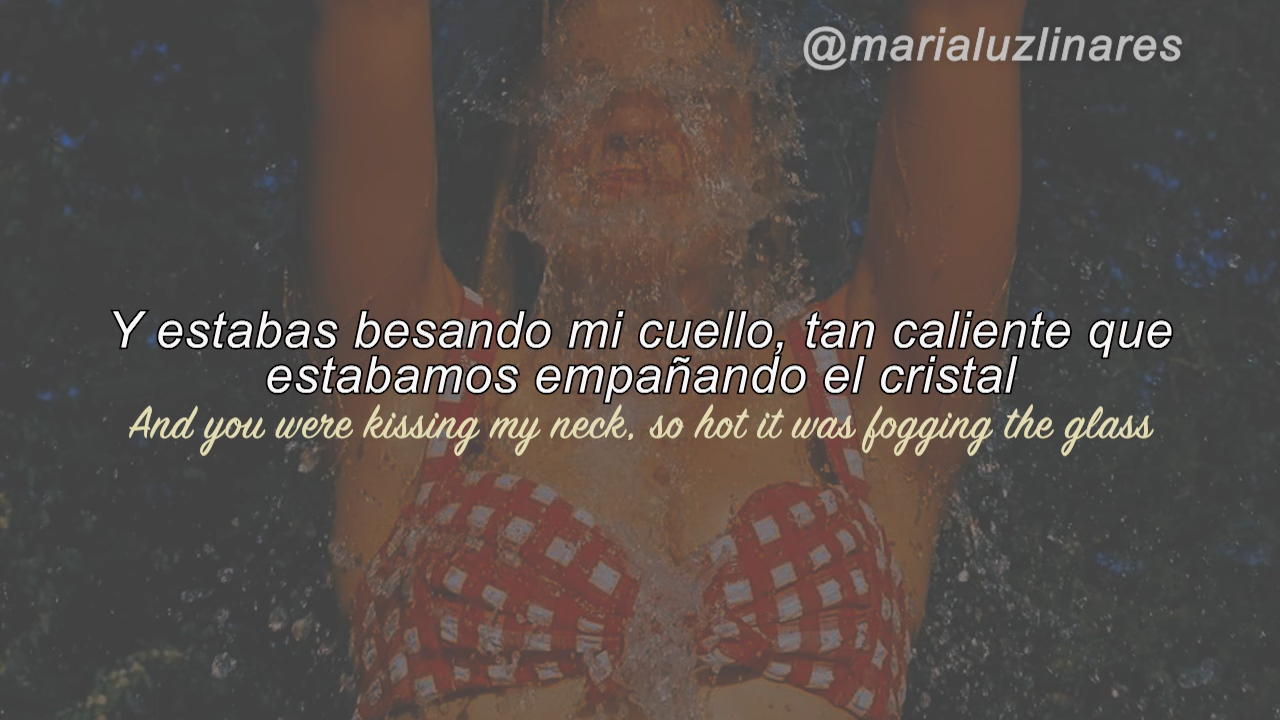 @marialuzlinares
Y estabas besando mi cuello, tan caliente que
estabamos empañando el cristal
And you were kissing my neck, so hot it was fogging the glass